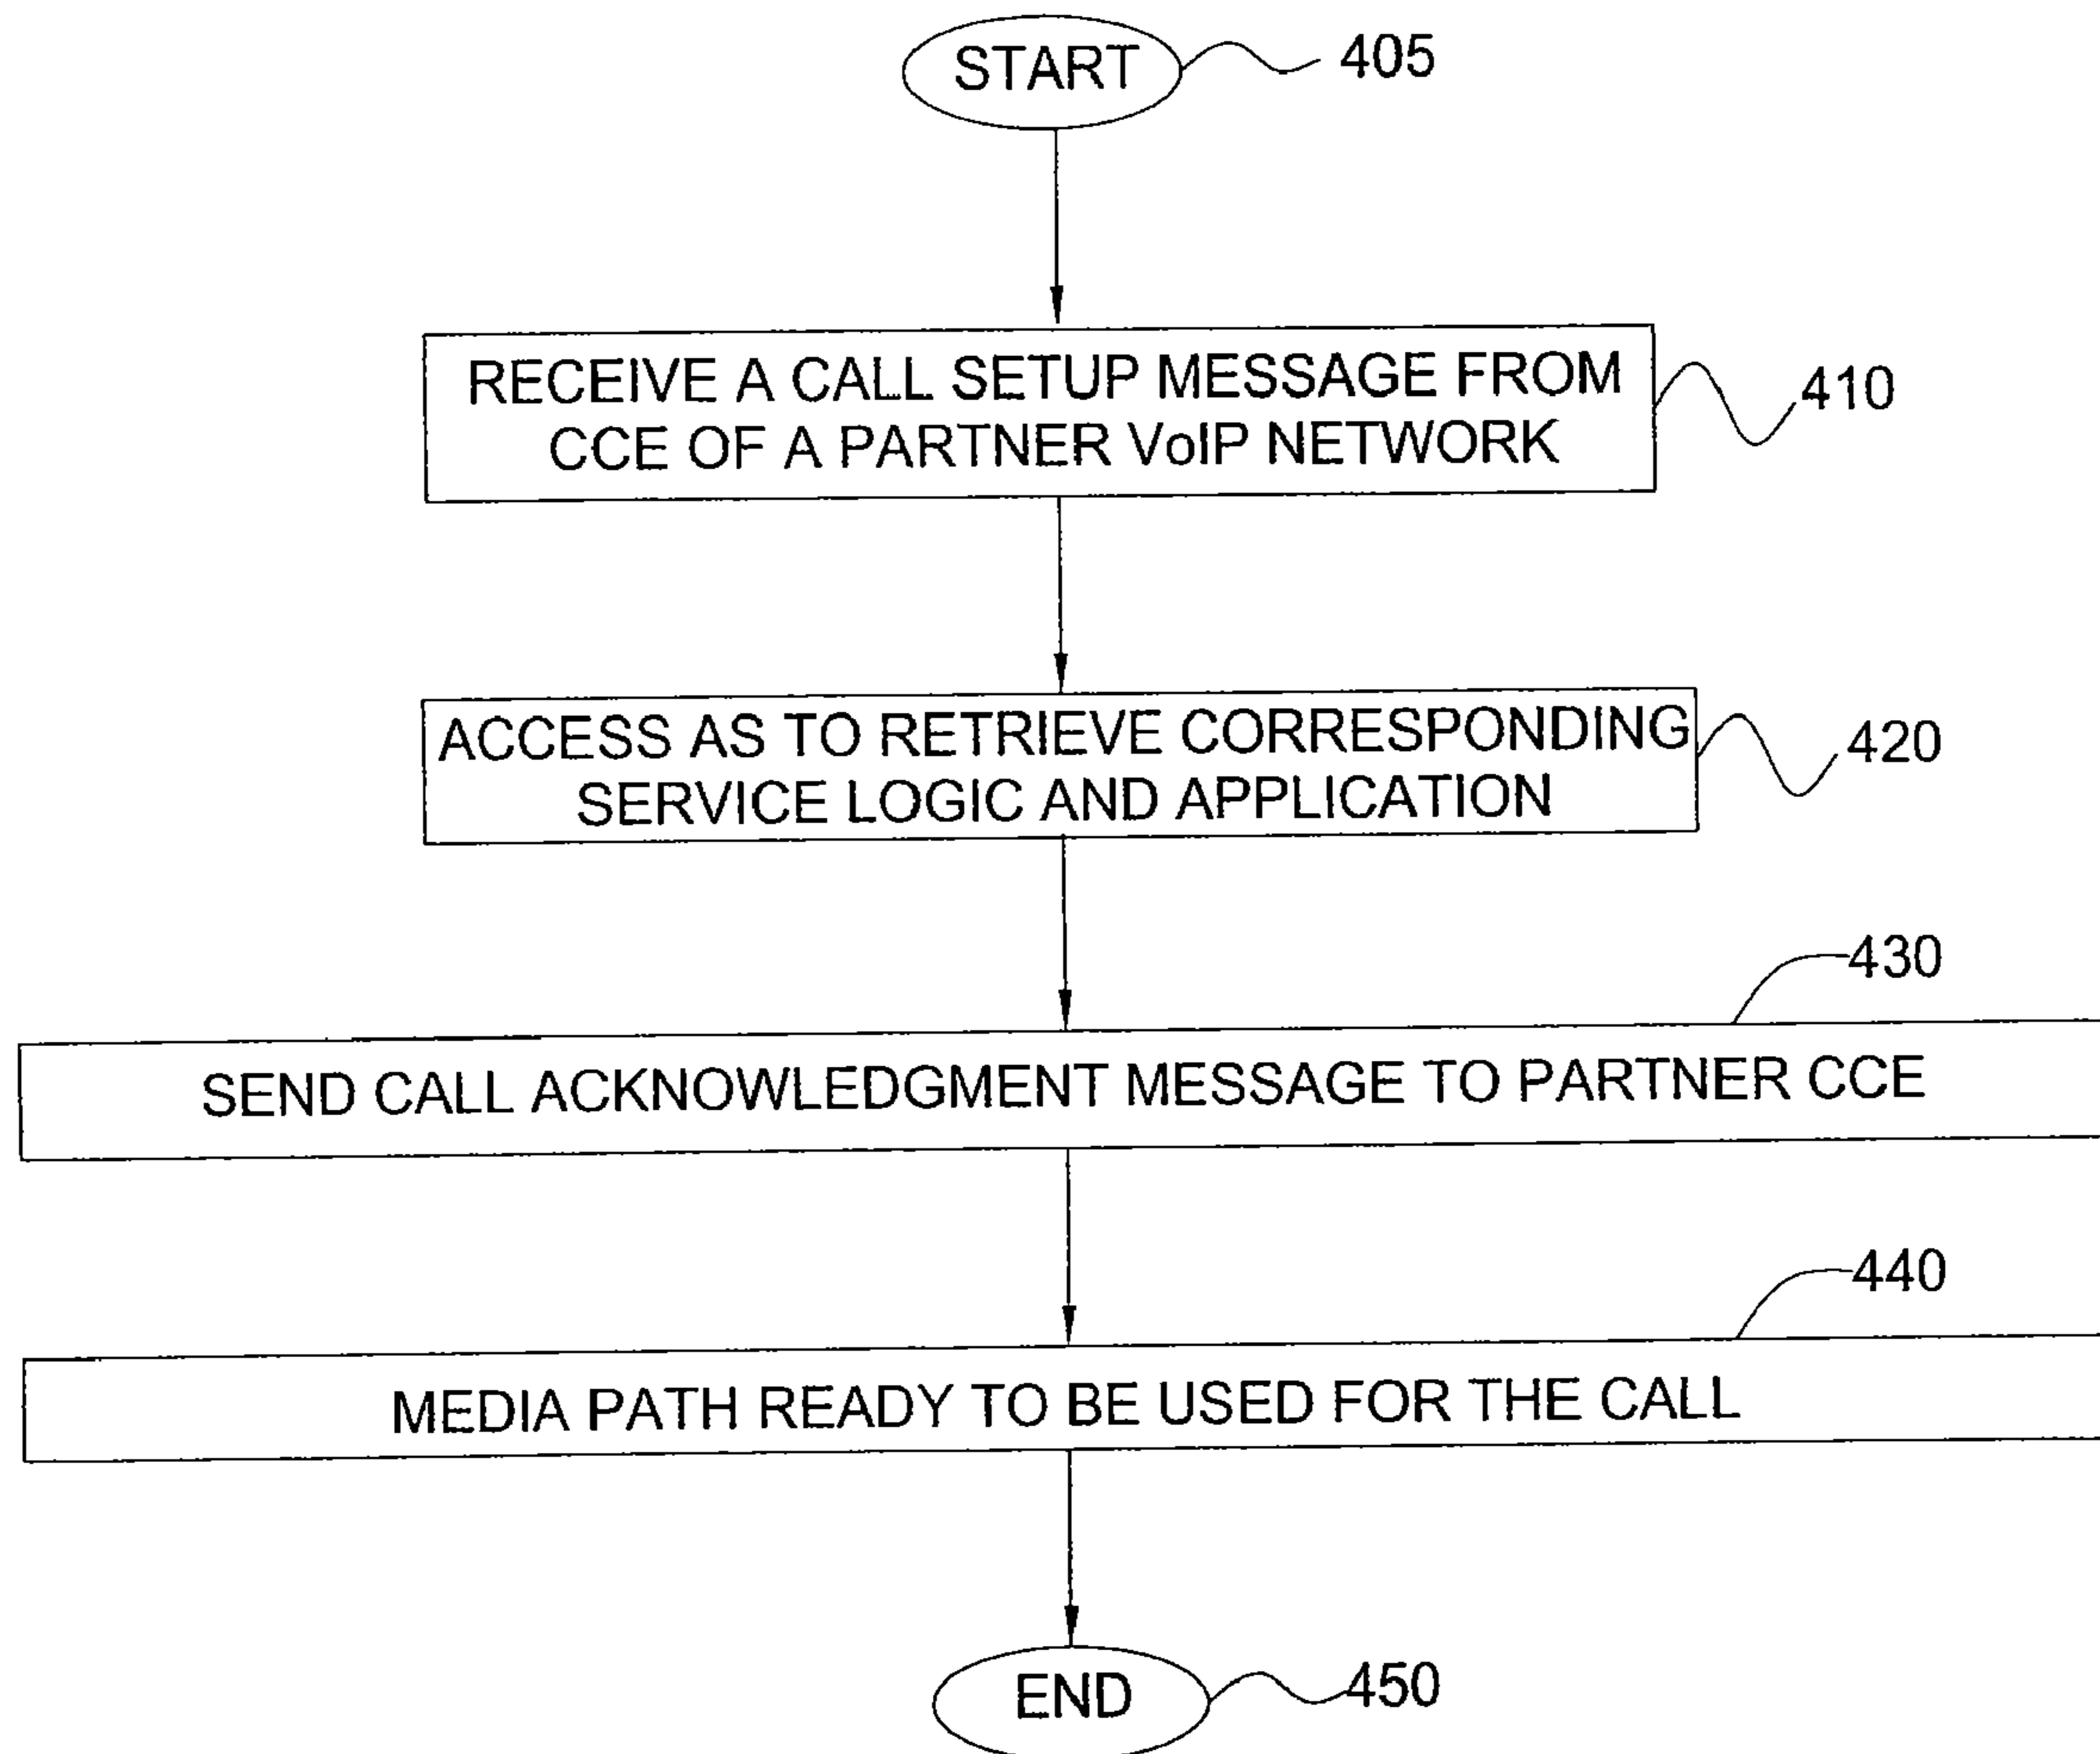 START
405
RECEIVE A CALL SETUP MESSAGE FROM
CCE OF A PARTNER VoIP NETWORK
410
ACCESS AS TO RETRIEVE CORRESPONDING
SERVICE LOGIC AND APPLICATION
420
430
SEND CALL ACKNOWLEDGMENT MESSAGE TO PARTNER CCE
440
MEDIA PATH READY TO BE USED FOR THE CALL
END
450